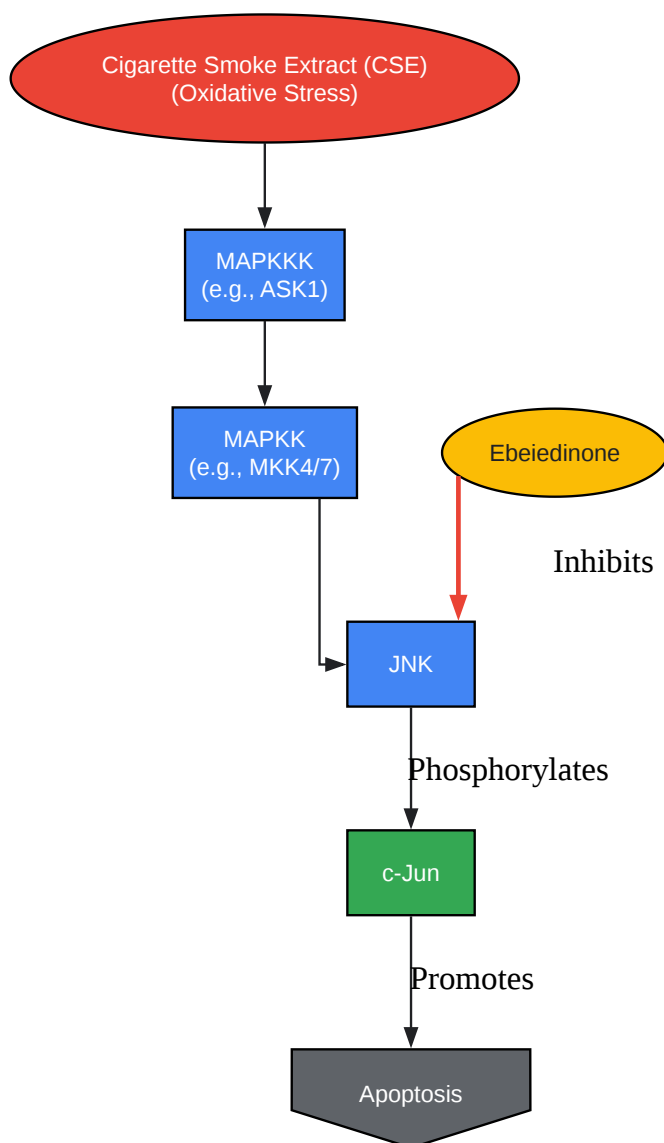 Cigarette Smoke Extract (CSE)
(Oxidative Stress)
MAPKKK
(e.g., ASK1)
MAPKK
(e.g., MKK4/7)
Ebeiedinone
Inhibits
JNK
Phosphorylates
c-Jun
Promotes
Apoptosis